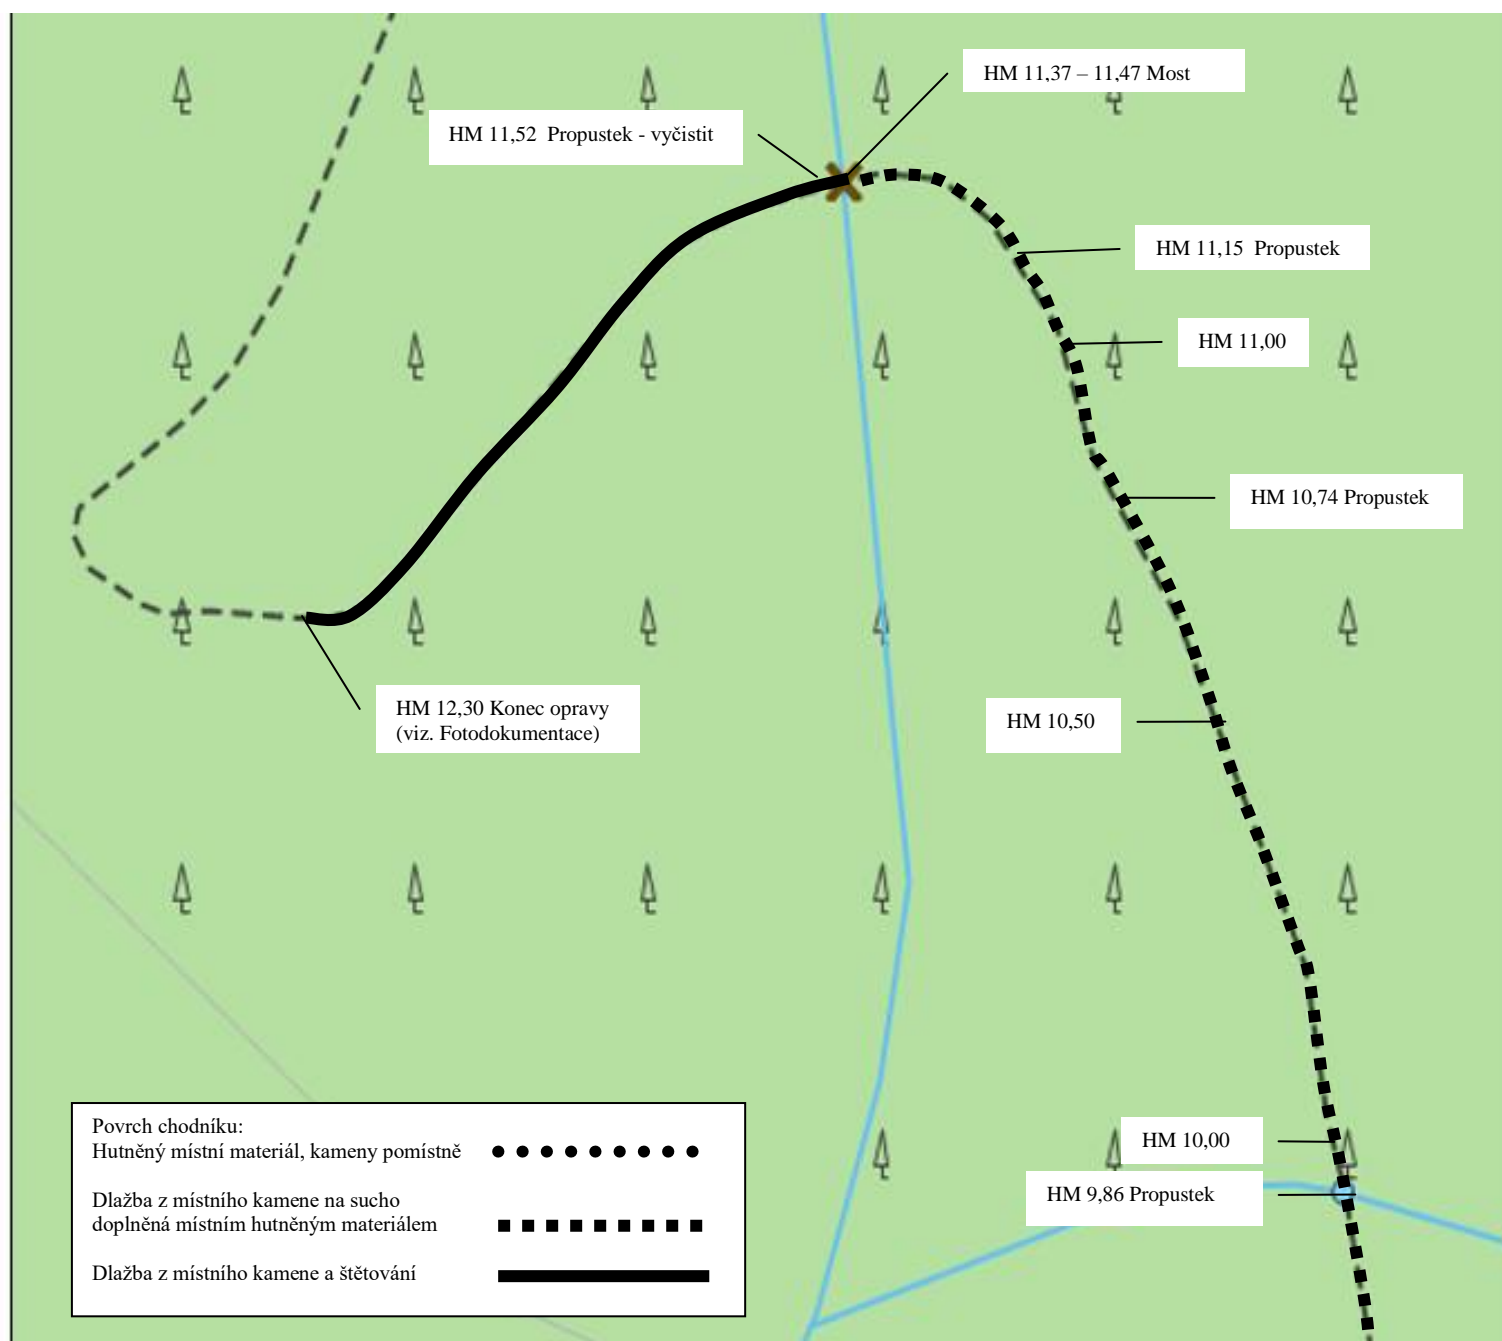 HM 11,37 – 11,47 Most
HM 11,52  Propustek - vyčistit
HM 11,15  Propustek
HM 11,00
HM 10,74 Propustek
HM 12,30 Konec opravy
(viz. Fotodokumentace)
HM 10,50
HM 10,00
HM 9,86 Propustek
Povrch chodníku:
Hutněný místní materiál, kameny pomístně
Dlažba z místního kamene na sucho
doplněná místním hutněným materiálem
Dlažba z místního kamene a štětování